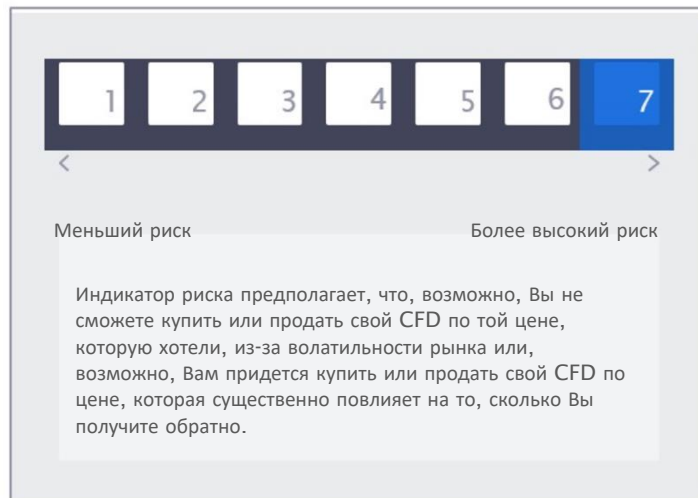 1 2 3 4 5 6 7
< >
Меньший риск Более высокий риск
Индикатор риска предполагает, что, возможно, Вы не
сможете купить или продать свой CFD по той цене,
которую хотели, из-за волатильности рынка или,
возможно, Вам придется купить или продать свой CFD по
цене, которая существенно повлияет на то, сколько Вы
получите обратно.